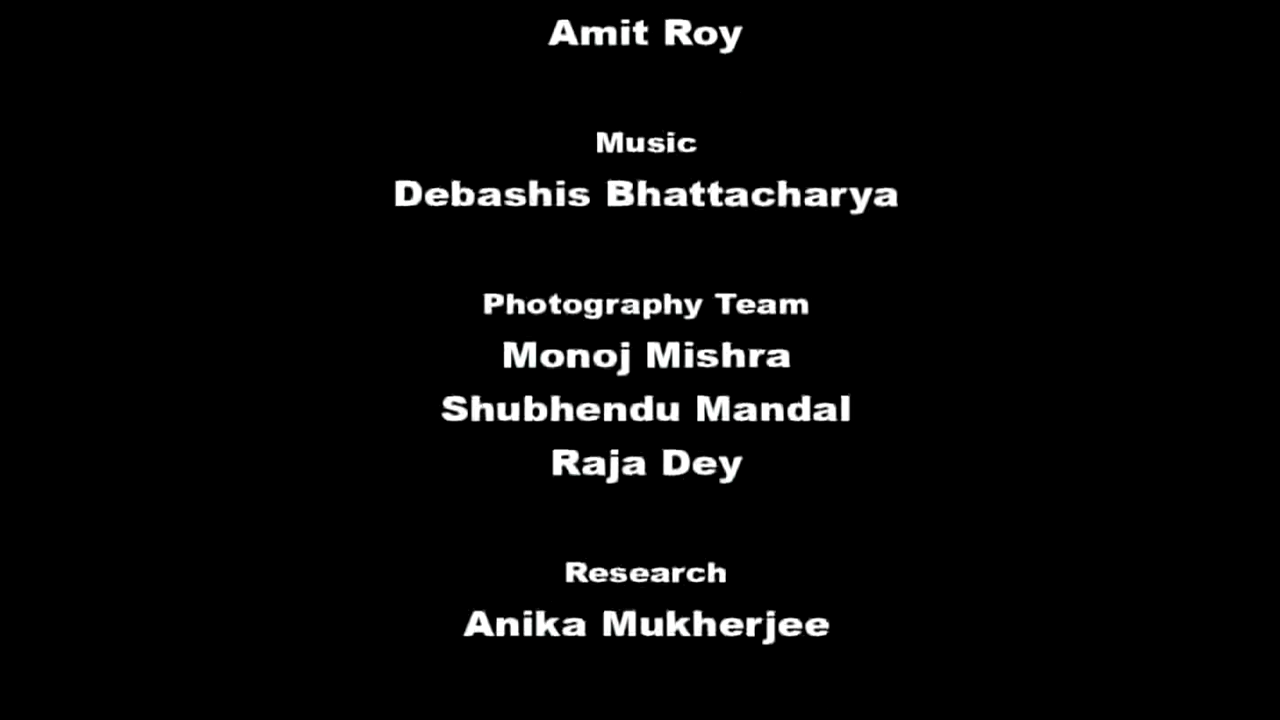 Amit Roy
Music
Debashis Bhattacharya
Photography Team
Monoj Mishra
Shubhendu Mandal
Raja Dey
Research
Anika Mukherjee